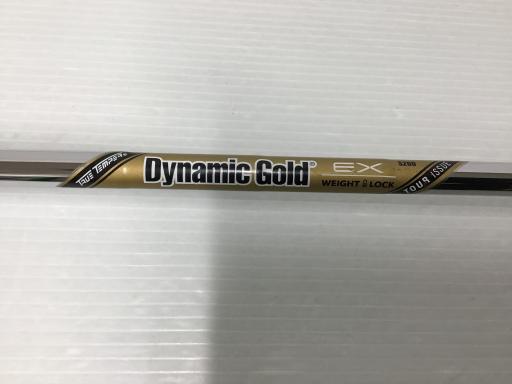 TRUE TEMPER®
Dynamic Gold®
EX
S200
WEIGHT LOCK
TOUR ISSUE